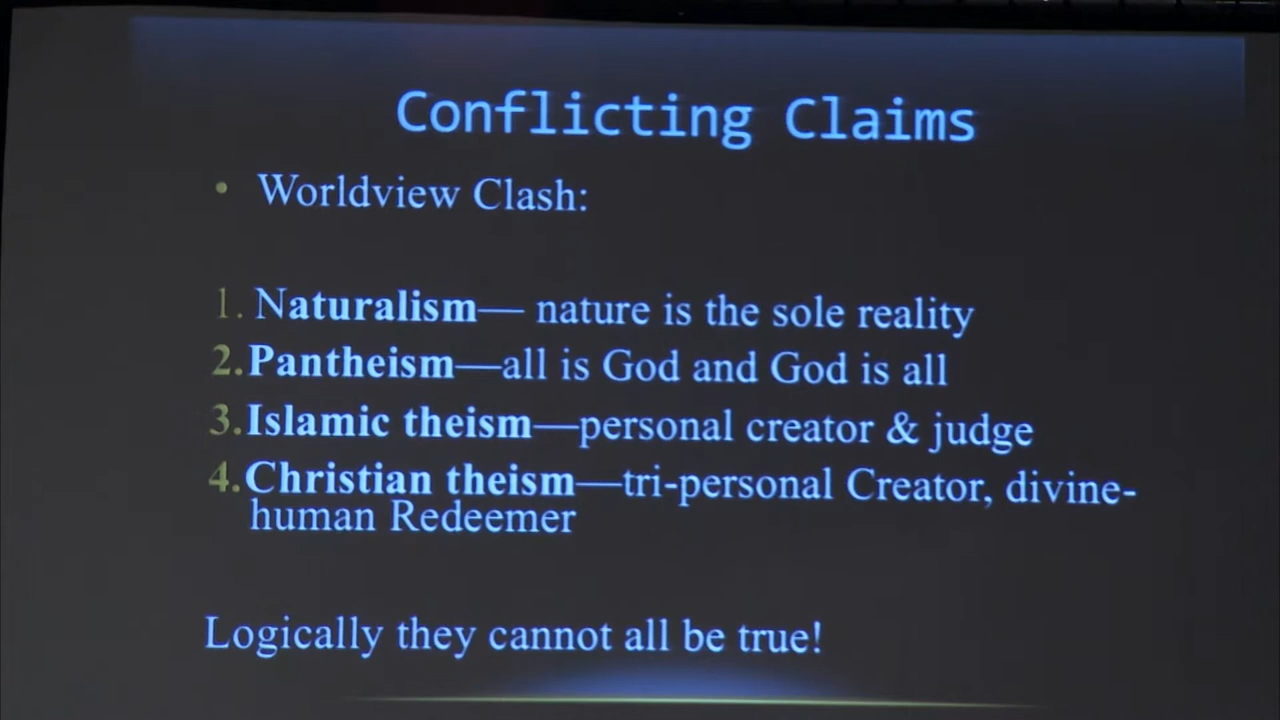 Conflicting Claims
• Worldview Clash:
1. Naturalism— nature is the sole reality
2. Pantheism—all is God and God is all
3. Islamic theism—personal creator & judge
4. Christian theism—tri-personal Creator, divine-
human Redeemer
Logically they cannot all be true!